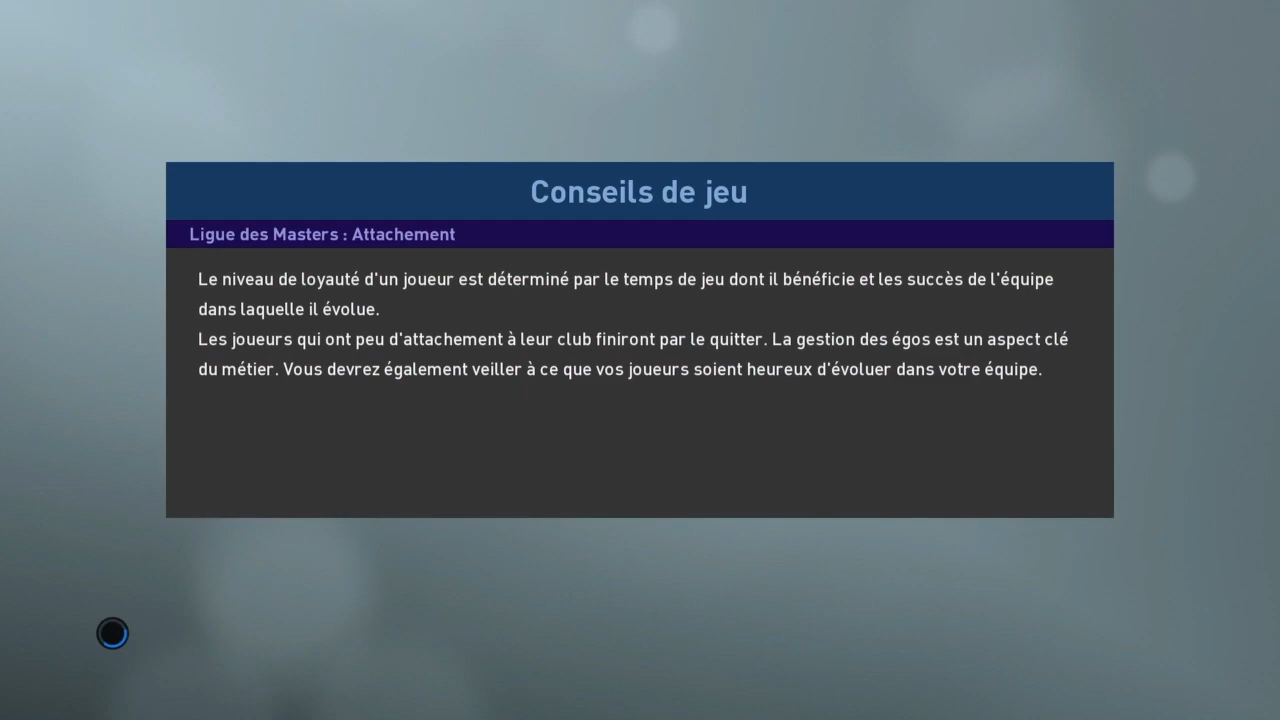 Conseils de jeu
Ligue des Masters : Attachement
Le niveau de loyauté d'un joueur est déterminé par le temps de jeu dont il bénéficie et les succès de l'équipe
dans laquelle il évolue.
Les joueurs qui ont peu d'attachement à leur club finiront par le quitter. La gestion des égos est un aspect clé
du métier. Vous devrez également veiller à ce que vos joueurs soient heureux d'évoluer dans votre équipe.